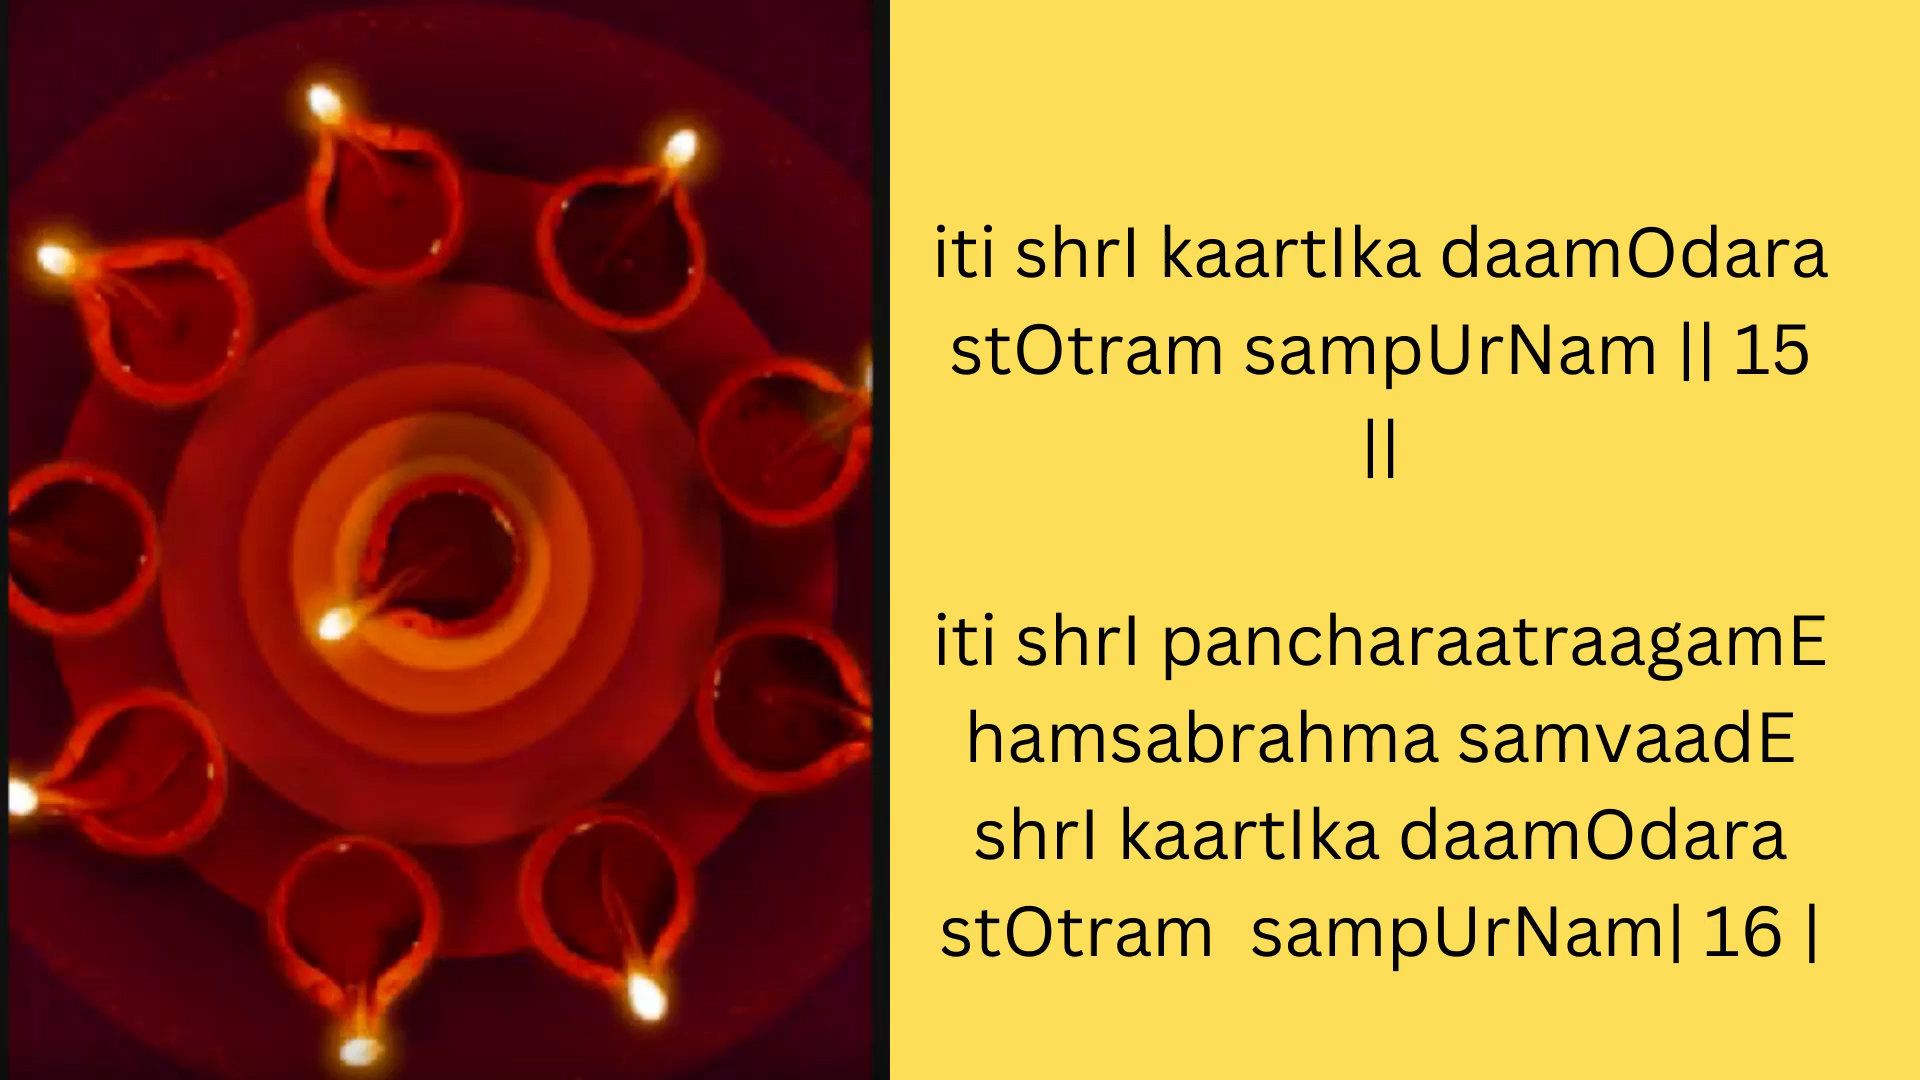 iti shrI kaartIka daamOdara
stOtram sampUrNam || 15
||
iti shrI pancharaatraagamE
hamsabrahma samvaadE
shrI kaartIka daamOdara
stOtram  sampUrNam| 16 |